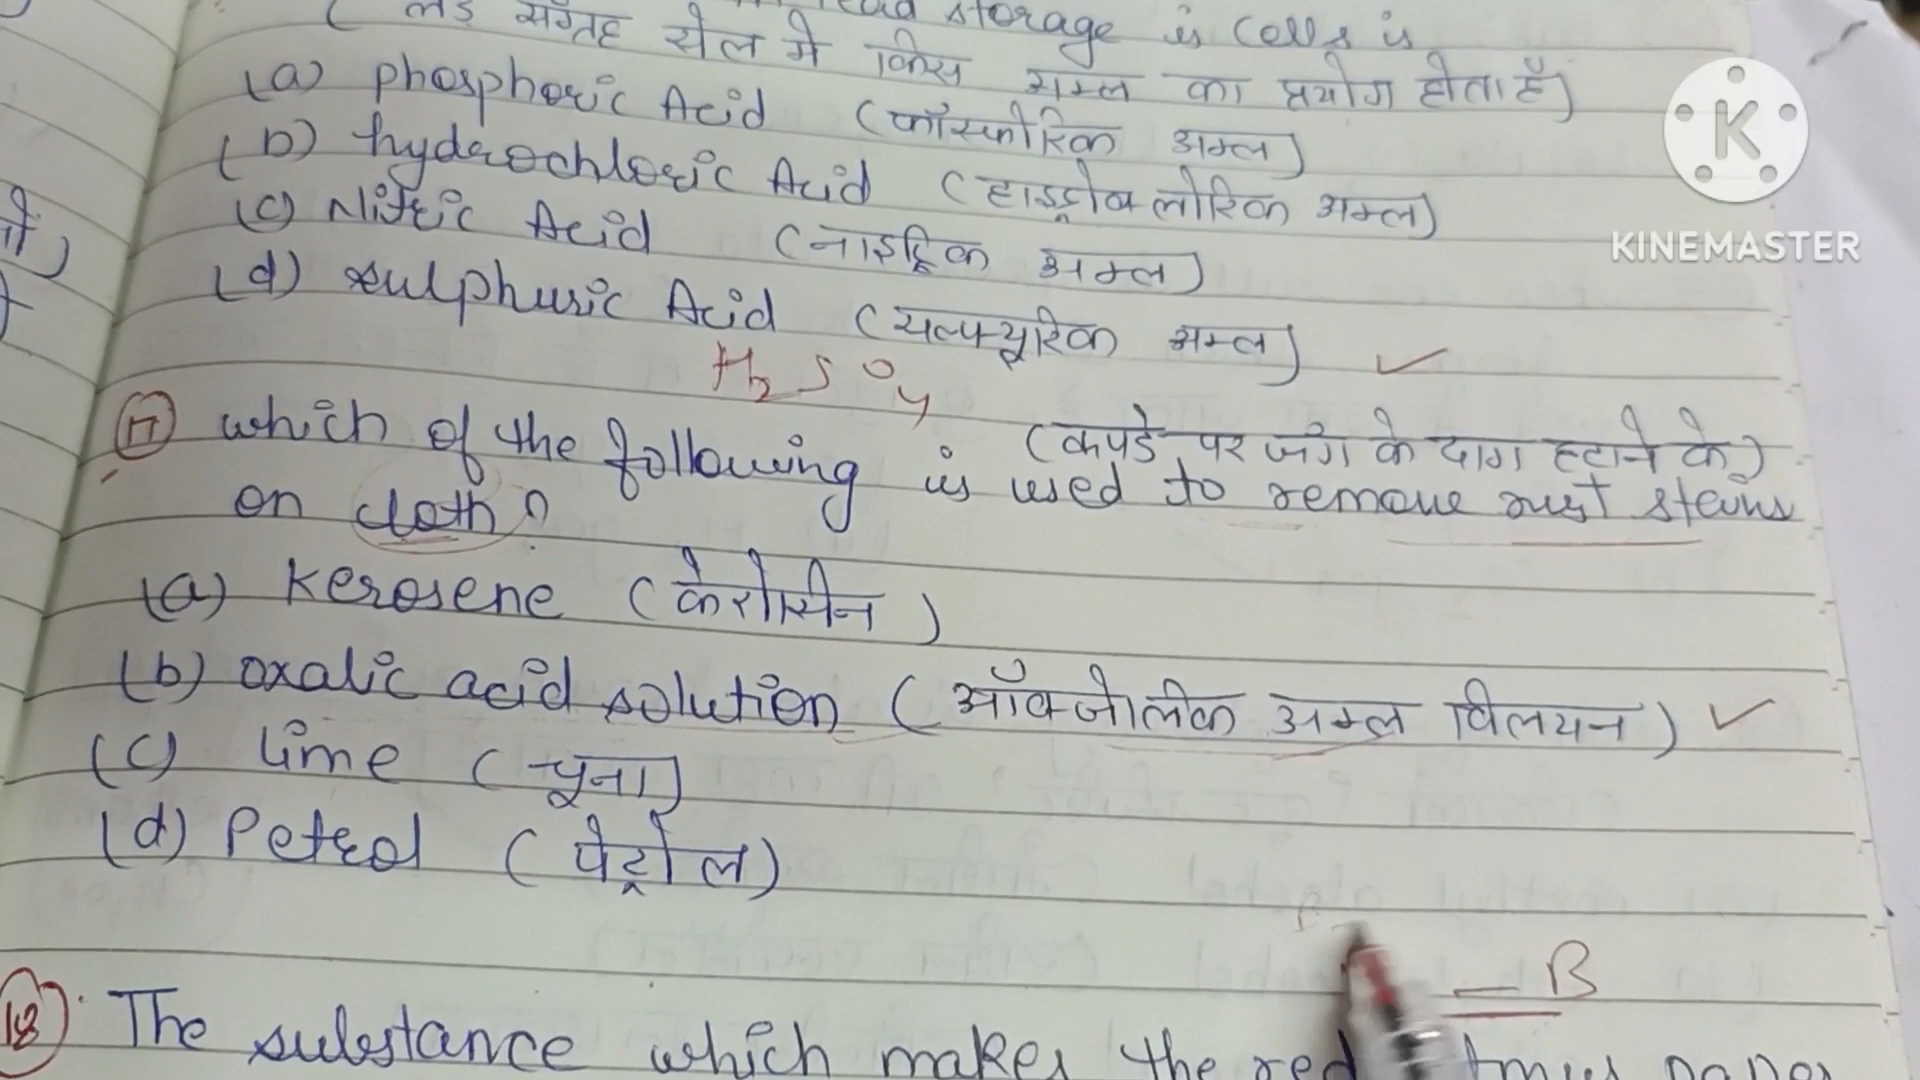 storage is Cells is
संग्रह सेल मे किस अम्ल का प्रयोग होता हैं)
(a) phosphoric Acid (फॉस्फोरिक अम्ल)
(b) hydrochloric Acid (हाइड्रोक्लोरिक अम्ल)
(c) Nitric Acid (नाइट्रिक अम्ल)
(d) sulphuric Acid (सल्फ्यूरिक अम्ल)
H2SO4
KINEMASTER
(कपडे पर जंग के दाग हटाने के)
17 which of the following is used to remove rust stains
on cloth?
(a) Kerosene (केरोसीन)
(b) oxalic acid solution (ऑक्जोलिक अम्ल विलयन)
(c) lime (चूना)
(d) Petrol (पेट्रोल)
B
18 The substance which makes the red